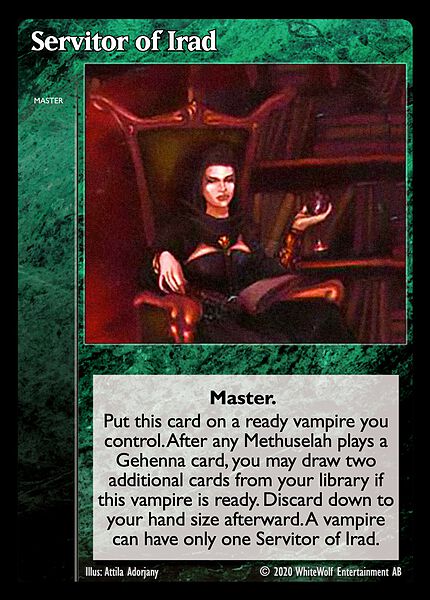 Servitor of Irad
MASTER
Master.
Put this card on a ready vampire you
control. After any Methuselah plays a
Gehenna card, you may draw two
additional cards from your library if
this vampire is ready. Discard down to
your hand size afterward. A vampire
can have only one Servitor of Irad.
Illus: Attila Adorjany © 2020 WhiteWolf Entertainment AB